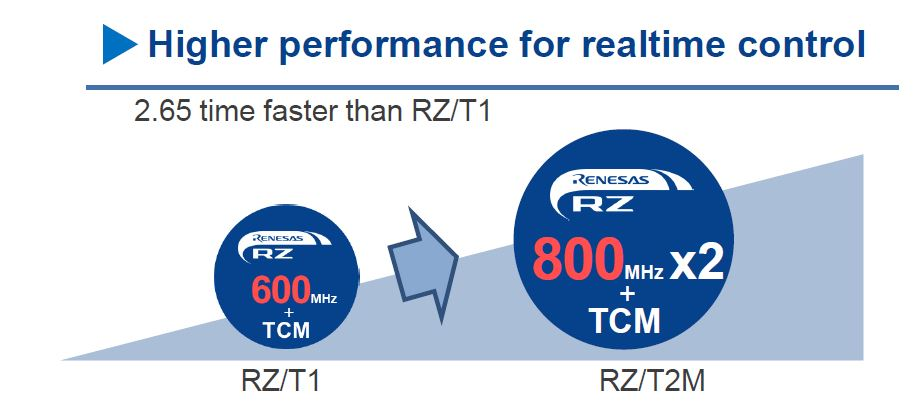 Higher performance for realtime control
2.65 time faster than RZ/T1
RENESAS
RZ
600MHz
+
TCM
RENESAS
RZ
800MHz x2
+
TCM
RZ/T1
RZ/T2M